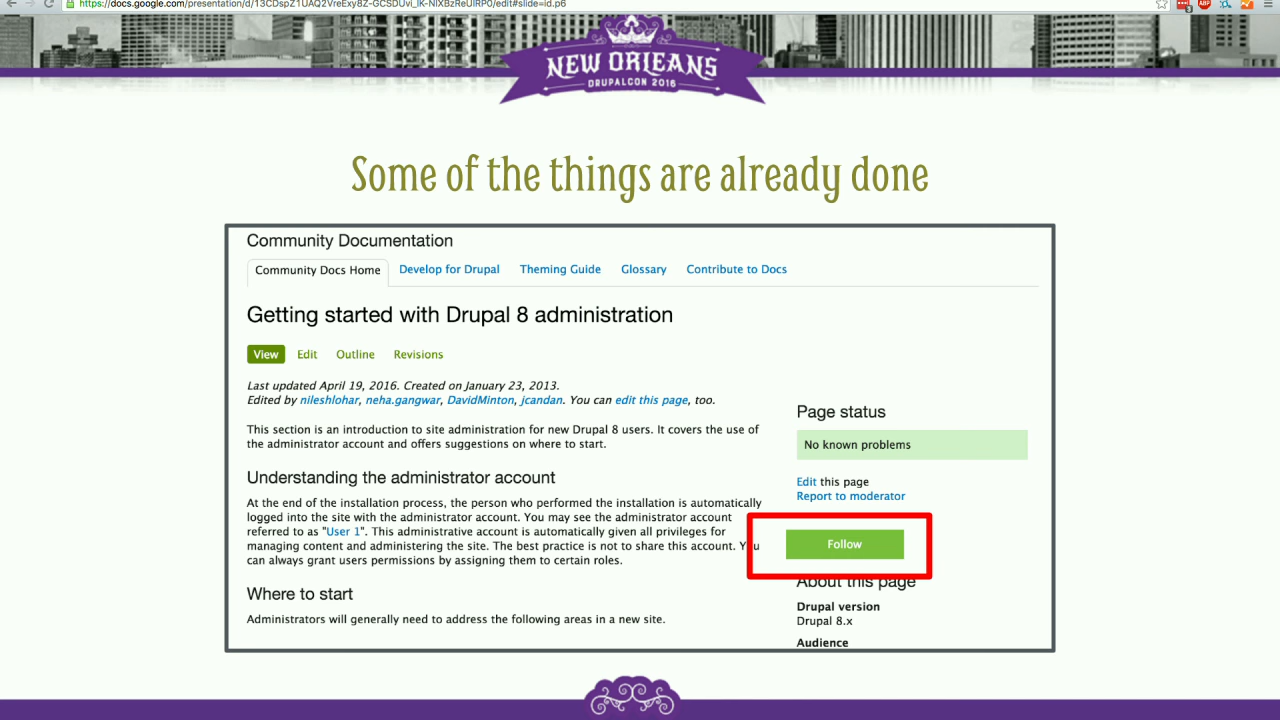 https://docs.google.com/presentation/d/13CDspZ1UAQ2VreExy8Z-GCSDUvi_lK-NlXBzReUlRP0/edit#slide=id.p6
NEW ORLEANS
DRUPALCON 2016
Some of the things are already done
Community Documentation
Community Docs Home Develop for Drupal Theming Guide Glossary Contribute to Docs
Getting started with Drupal 8 administration
View Edit Outline Revisions
Last updated April 19, 2016. Created on January 23, 2013.
Edited by nileshlohar, neha.gangwar, DavidMinton, jcandan. You can edit this page, too.
This section is an introduction to site administration for new Drupal 8 users. It covers the use of
the administrator account and offers suggestions on where to start.
Understanding the administrator account
At the end of the installation process, the person who performed the installation is automatically
logged into the site with the administrator account. You may see the administrator account
referred to as "User 1". This administrative account is automatically given all privileges for
managing content and administering the site. The best practice is not to share this account. You
can always grant users permissions by assigning them to certain roles.
Where to start
Administrators will generally need to address the following areas in a new site.
Page status
No known problems
Edit this page
Report to moderator
Follow
About this page
Drupal version
Drupal 8.x
Audience